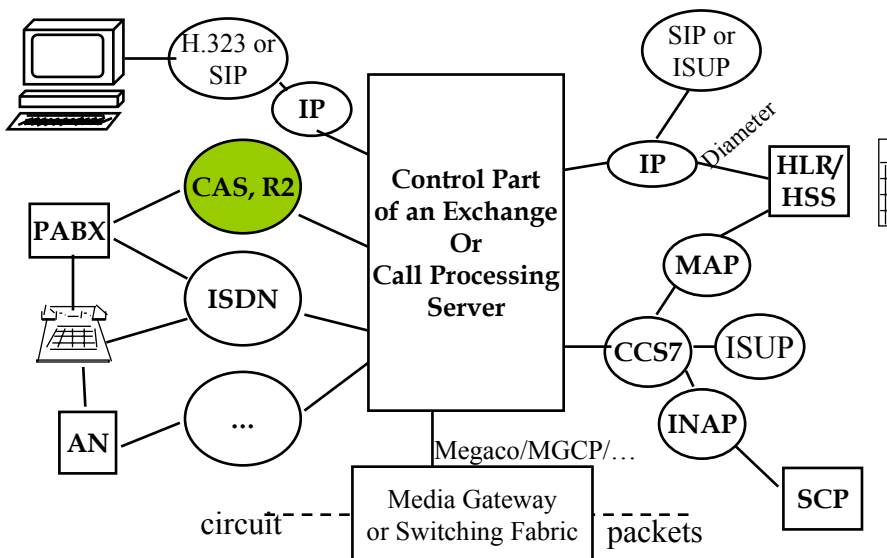 H.323 or
SIP
IP
SIP or
ISUP
IP
Diameter
HLR/
HSS
CAS, R2
PABX
Control Part
of an Exchange
Or
Call Processing
Server
MAP
ISDN
CCS7
ISUP
...
AN
INAP
Megaco/MGCP/…
SCP
Media Gateway
or Switching Fabric
circuit
packets